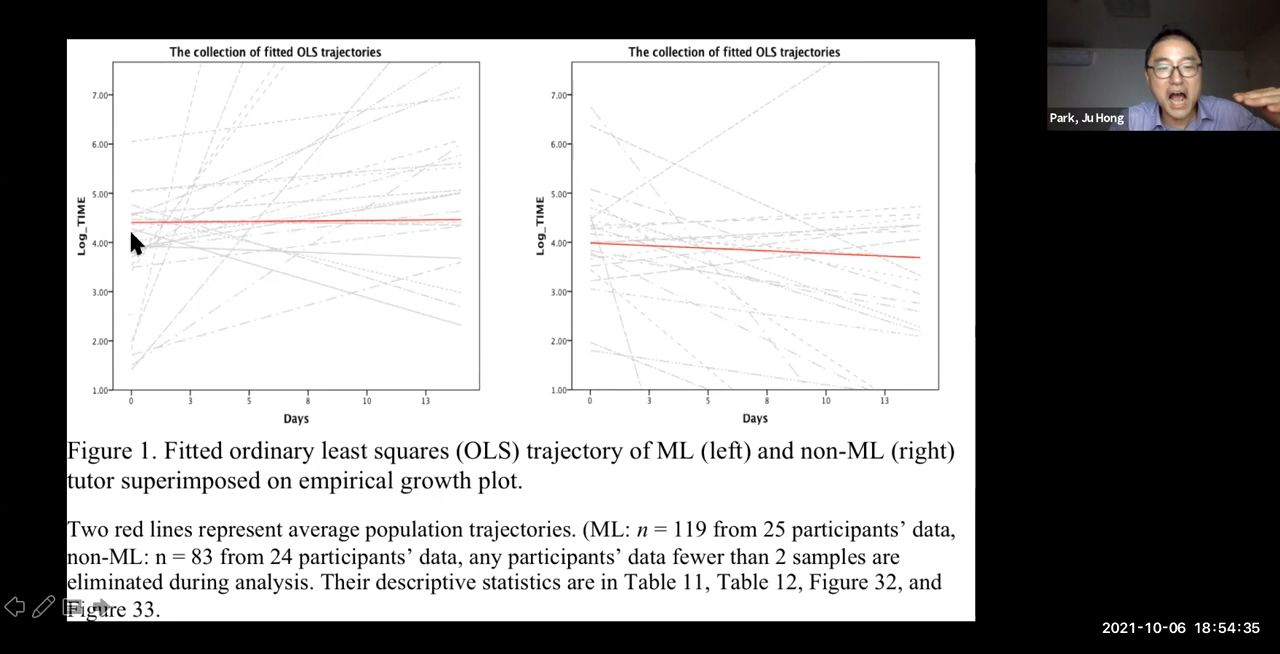 The collection of fitted OLS trajectories
7.00
6.00
5.00
4.00
3.00
2.00
1.00
Log_TIME
0 3 5 8 10 13
Days
The collection of fitted OLS trajectories
7.00
6.00
5.00
4.00
3.00
2.00
1.00
Log_TIME
0 3 5 8 10 13
Days
Park, Ju Hong
Figure 1. Fitted ordinary least squares (OLS) trajectory of ML (left) and non-ML (right)
tutor superimposed on empirical growth plot.
Two red lines represent average population trajectories. (ML: n = 119 from 25 participants’ data,
non-ML: n = 83 from 24 participants’ data, any participants’ data fewer than 2 samples are
eliminated during analysis. Their descriptive statistics are in Table 11, Table 12, Figure 32, and
Figure 33.
2021-10-06 18:54:35